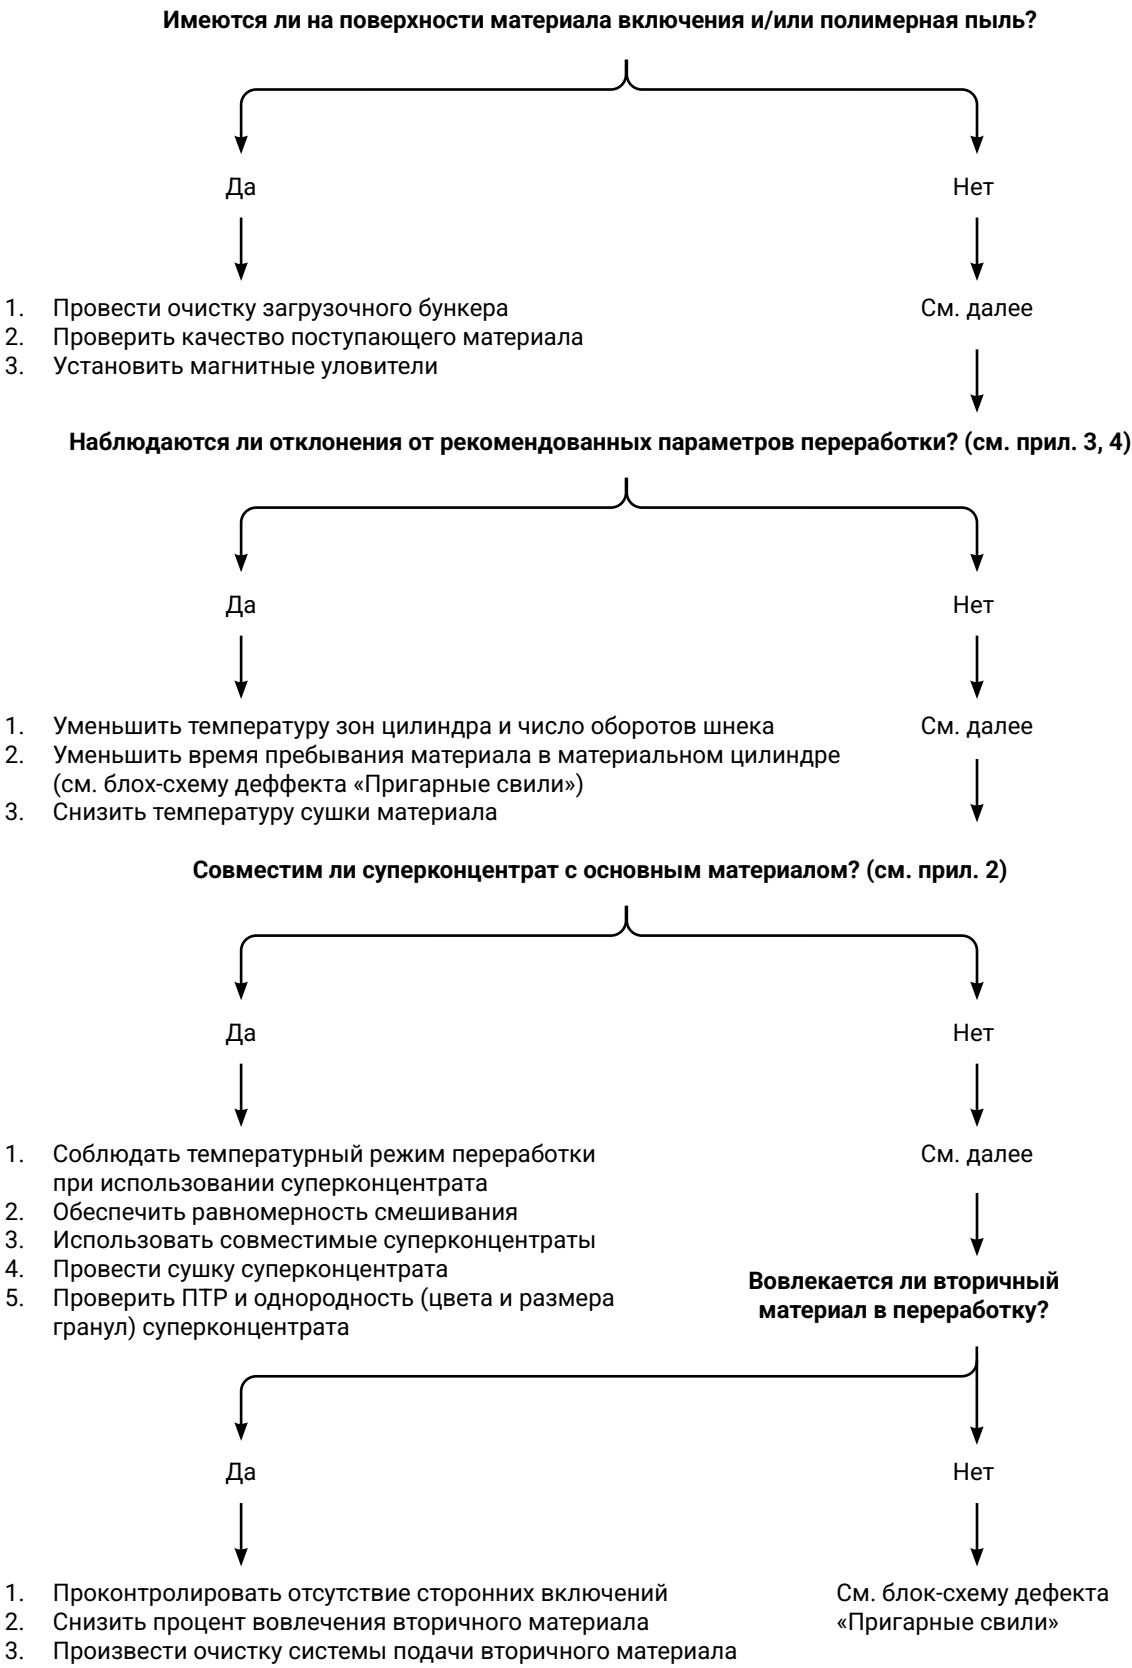 Имеются ли на поверхности материала включения и/или полимерная пыль?
Да
Нет
1. Провести очистку загрузочного бункера
2. Проверить качество поступающего материала
3. Установить магнитные уловители
См. далее
Наблюдаются ли отклонения от рекомендованных параметров переработки? (см. прил. 3, 4)
Да
Нет
1. Уменьшить температуру зон цилиндра и число оборотов шнека
2. Уменьшить время пребывания материала в материальном цилиндре
(см. блох-схему деффекта «Пригарные свили»)
3. Снизить температуру сушки материала
См. далее
Совместим ли суперконцентрат с основным материалом? (см. прил. 2)
Да
Нет
1. Соблюдать температурный режим переработки
при использовании суперконцентрата
2. Обеспечить равномерность смешивания
3. Использовать совместимые суперконцентраты
4. Провести сушку суперконцентрата
5. Проверить ПТР и однородность (цвета и размера
гранул) суперконцентрата
См. далее
Вовлекается ли вторичный
материал в переработку?
Да
Нет
1. Проконтролировать отсутствие сторонних включений
2. Снизить процент вовлечения вторичного материала
3. Произвести очистку системы подачи вторичного материала
См. блок-схему дефекта
«Пригарные свили»